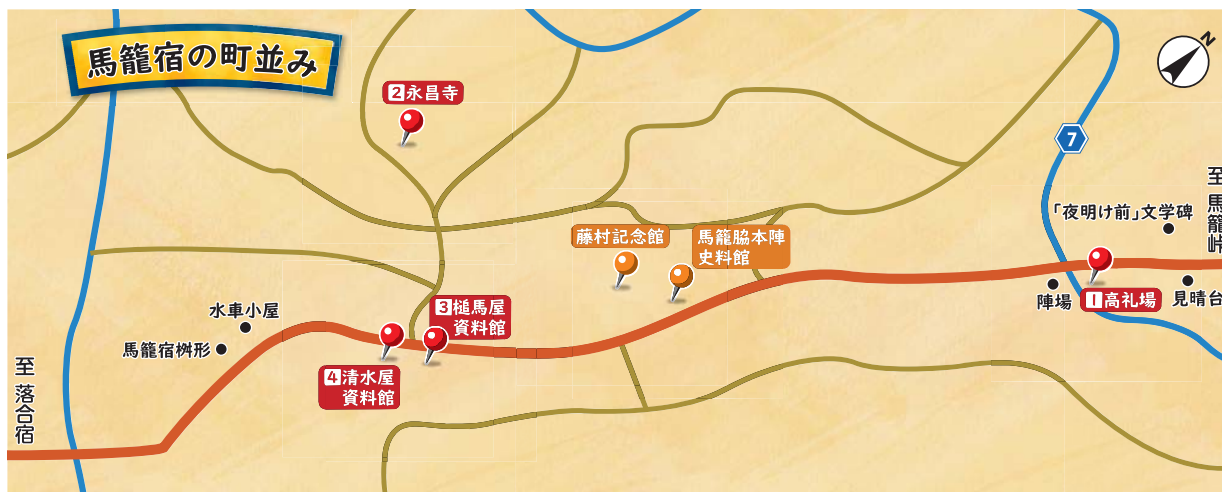 馬籠宿の町並み
N
2永昌寺
7
至 馬籠峠
「夜明け前」文学碑
藤村記念館
馬籠脇本陣
史料館
陣場
1高札場
見晴台
水車小屋
馬籠宿桝形
3槌馬屋
資料館
4清水屋
資料館
至 落合宿